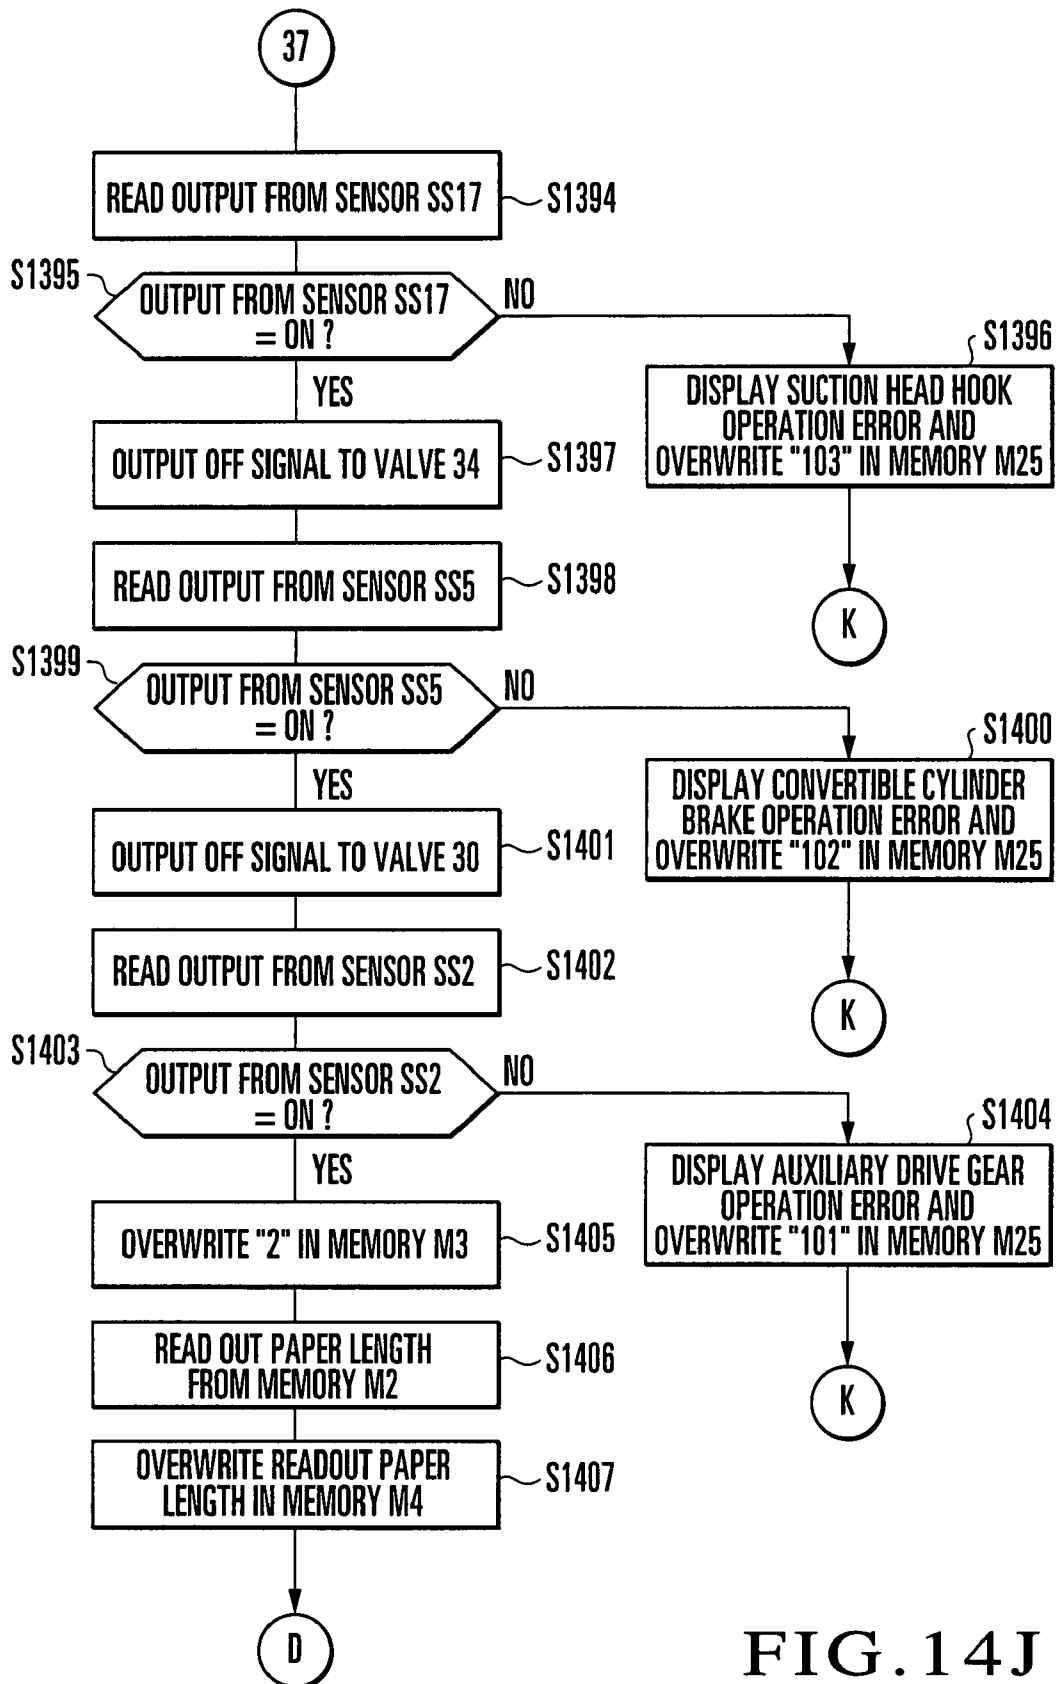 37
READ OUTPUT FROM SENSOR SS17
S1394
S1395
OUTPUT FROM SENSOR SS17
= ON ?
NO
YES
S1396
DISPLAY SUCTION HEAD HOOK
OPERATION ERROR AND
OVERWRITE "103" IN MEMORY M25
K
OUTPUT OFF SIGNAL TO VALVE 34
S1397
READ OUTPUT FROM SENSOR SS5
S1398
S1399
OUTPUT FROM SENSOR SS5
= ON ?
NO
YES
S1400
DISPLAY CONVERTIBLE CYLINDER
BRAKE OPERATION ERROR AND
OVERWRITE "102" IN MEMORY M25
K
OUTPUT OFF SIGNAL TO VALVE 30
S1401
READ OUTPUT FROM SENSOR SS2
S1402
S1403
OUTPUT FROM SENSOR SS2
= ON ?
NO
YES
S1404
DISPLAY AUXILIARY DRIVE GEAR
OPERATION ERROR AND
OVERWRITE "101" IN MEMORY M25
K
OVERWRITE "2" IN MEMORY M3
S1405
READ OUT PAPER LENGTH
FROM MEMORY M2
S1406
OVERWRITE READOUT PAPER
LENGTH IN MEMORY M4
S1407
D
FIG.14J